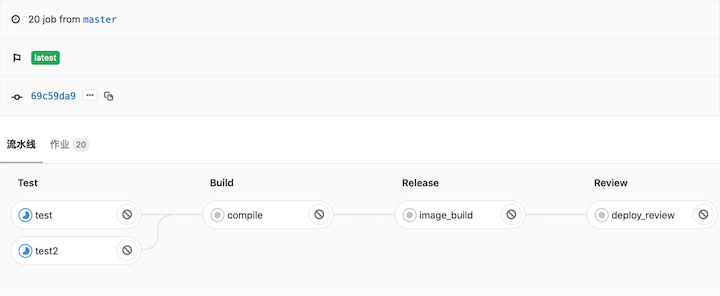 20 job from master
latest
69c59da9 ...
流水线 作业 20
Test Build Release Review
test compile image_build deploy_review
test2